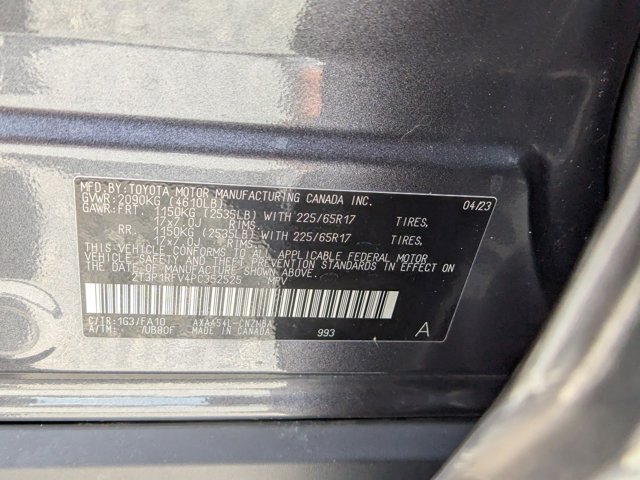 MFD.BY:TOYOTA MOTOR MANUFACTURING CANADA INC.
GVWR:2090KG (4610LB) 04/23
GAWR:FRT. 1150KG (2535LB) WITH 225/65R17 TIRES,
17x7.0J RIMS
RR. 1150KG (2535LB) WITH 225/65R17 TIRES,
17x7.0J RIMS
THIS VEHICLE CONFORMS TO ALL APPLICABLE FEDERAL MOTOR
VEHICLE SAFETY AND THEFT PREVENTION STANDARDS IN EFFECT ON
DATE OF MANUFACTURE SHOWN ABOVE.
2T3P1RFV4PC352525 MPV
C/TR:1G3/FA10
A/TM: /UB80F MADE IN CANADA 993 A